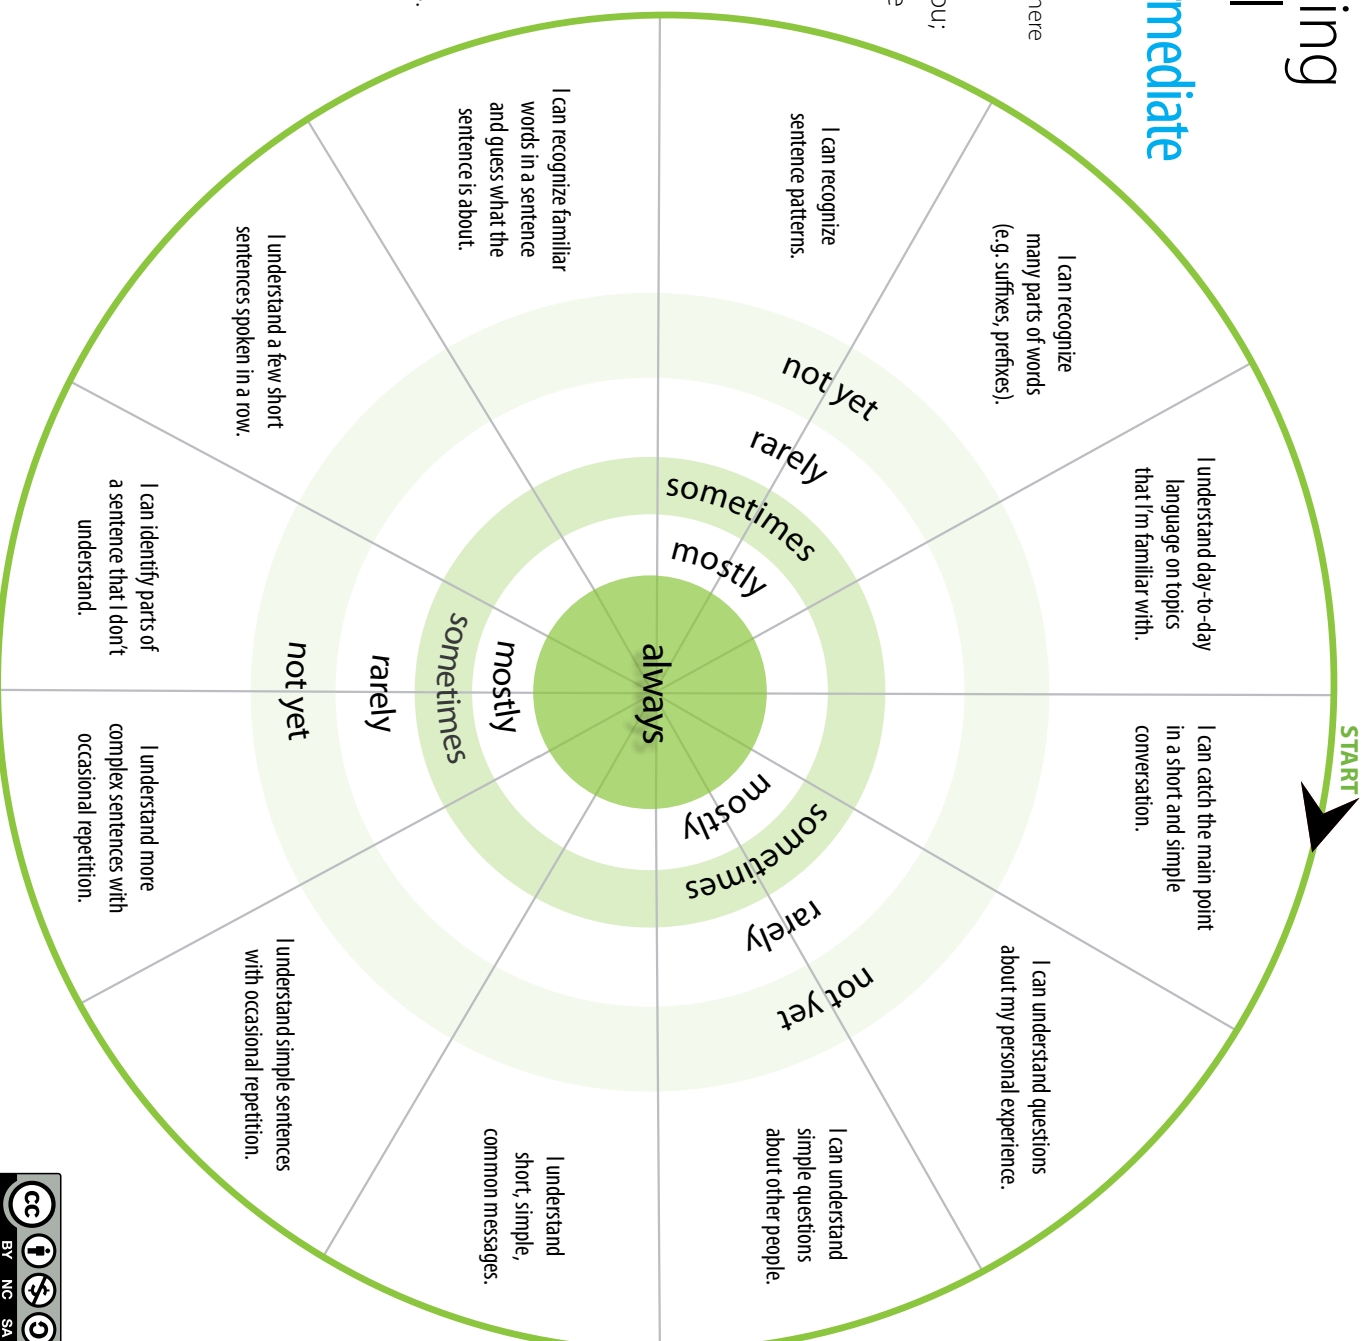 ing
mediate
here
ou;
e
START
I can catch the main point
in a short and simple
conversation.
I can understand questions
about my personal experience.
I can understand
simple questions
about other people.
I understand
short, simple,
common messages.
I understand simple sentences
with occasional repetition.
I understand more
complex sentences with
occasional repetition.
I can identify parts of
a sentence that I don't
understand.
I understand a few short
sentences spoken in a row.
I can recognize familiar
words in a sentence
and guess what the
sentence is about.
I can recognize
sentence patterns.
I can recognize
many parts of words
(e.g. suffixes, prefixes).
I understand day-to-day
language on topics
that I'm familiar with.
not yet
rarely
sometimes
mostly
always
mostly
sometimes
rarely
not yet
mostly
sometimes
rarely
not yet
cc
BY NC SA